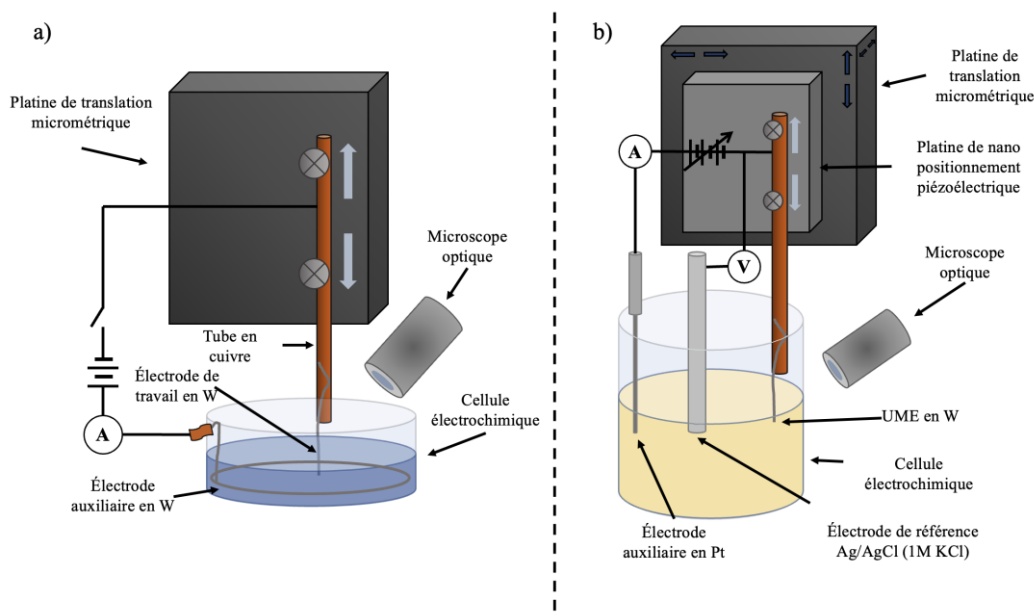 a)
Platine de translation
micrométrique
Microscope
optique
Tube en
cuivre
Électrode de
travail en W
Cellule
électrochimique
A
Électrode
auxiliaire en W
b)
Platine de
translation
micrométrique
A
Platine de nano
positionnement
piézoélectrique
V
Microscope
optique
UME en W
Cellule
électrochimique
Électrode
auxiliaire en Pt
Électrode de référence
Ag/AgCl (1M KCl)